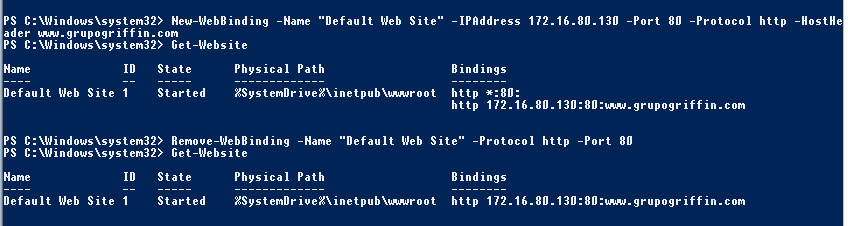 PS C:\Windows\system32> New-WebBinding -Name "Default Web Site" -IPAddress 172.16.80.130 -Port 80 -Protocol http -HostHe
ader www.grupogriffin.com
PS C:\Windows\system32> Get-Website
Name ID State Physical Path Bindings
---- -- ----- ------------- --------
Default Web Site 1 Started %SystemDrive%\inetpub\wwwroot http *:80:
http 172.16.80.130:80:www.grupogriffin.com
PS C:\Windows\system32> Remove-WebBinding -Name "Default Web Site" -Protocol http -Port 80
PS C:\Windows\system32> Get-Website
Name ID State Physical Path Bindings
---- -- ----- ------------- --------
Default Web Site 1 Started %SystemDrive%\inetpub\wwwroot http 172.16.80.130:80:www.grupogriffin.com